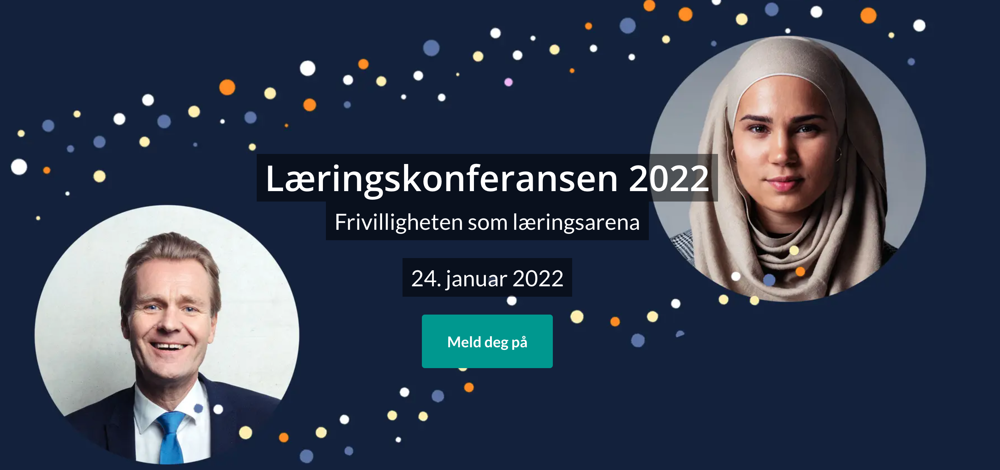 Læringskonferansen 2022
Frivilligheten som læringsarena
24. januar 2022
Meld deg på